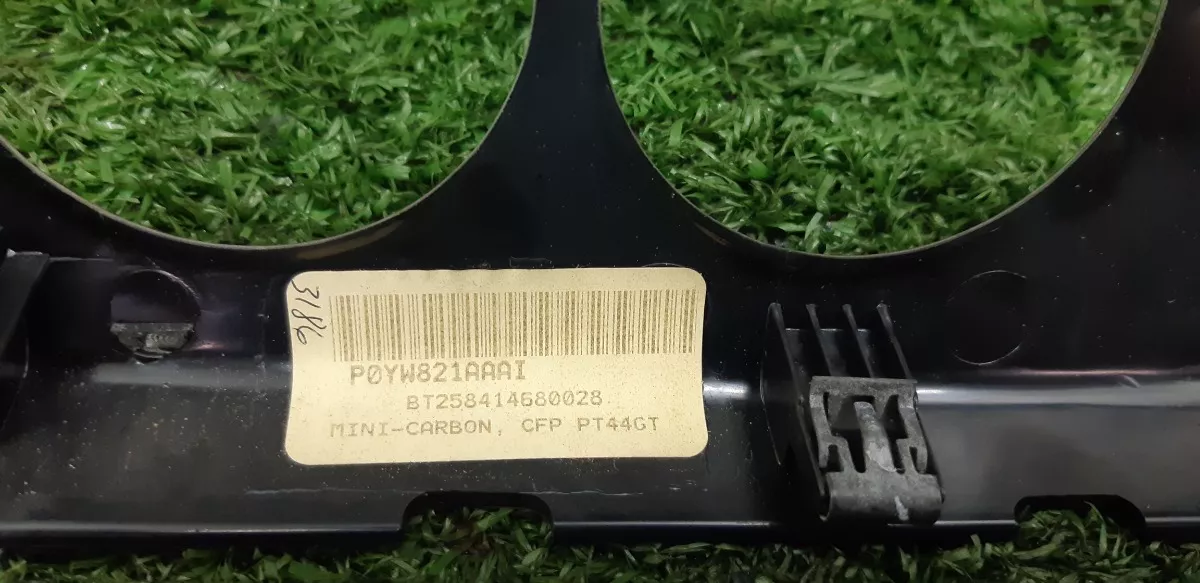 3186
P0YW821AAAI
BT258414680028
MINI-CARBON, CFP PT44GT